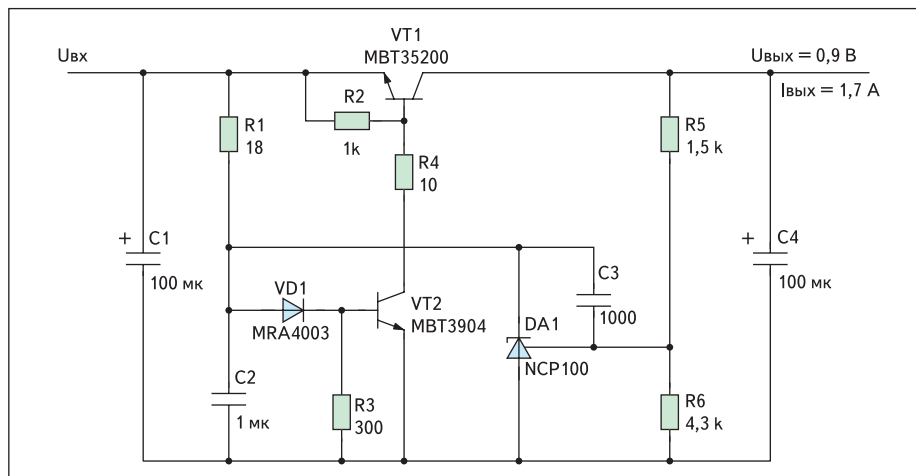 VT1
MBT35200
Uвх
Uвых = 0,9 В
Iвых = 1,7 А
R2
1k
R1
18
R4
10
R5
1,5 k
+
C1
100 мк
VD1
MRA4003
VT2
MBT3904
C3
1000
DA1
NCP100
+
C4
100 мк
C2
1 мк
R3
300
R6
4,3 k